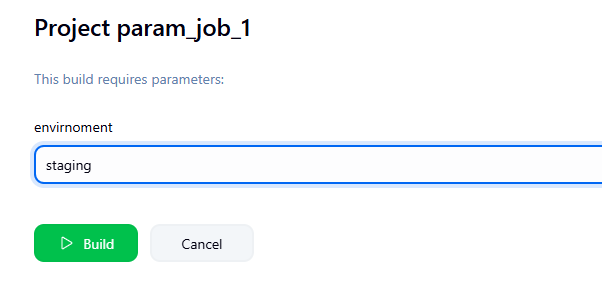 Project param_job_1
This build requires parameters:
envirnoment
staging
Build
Cancel